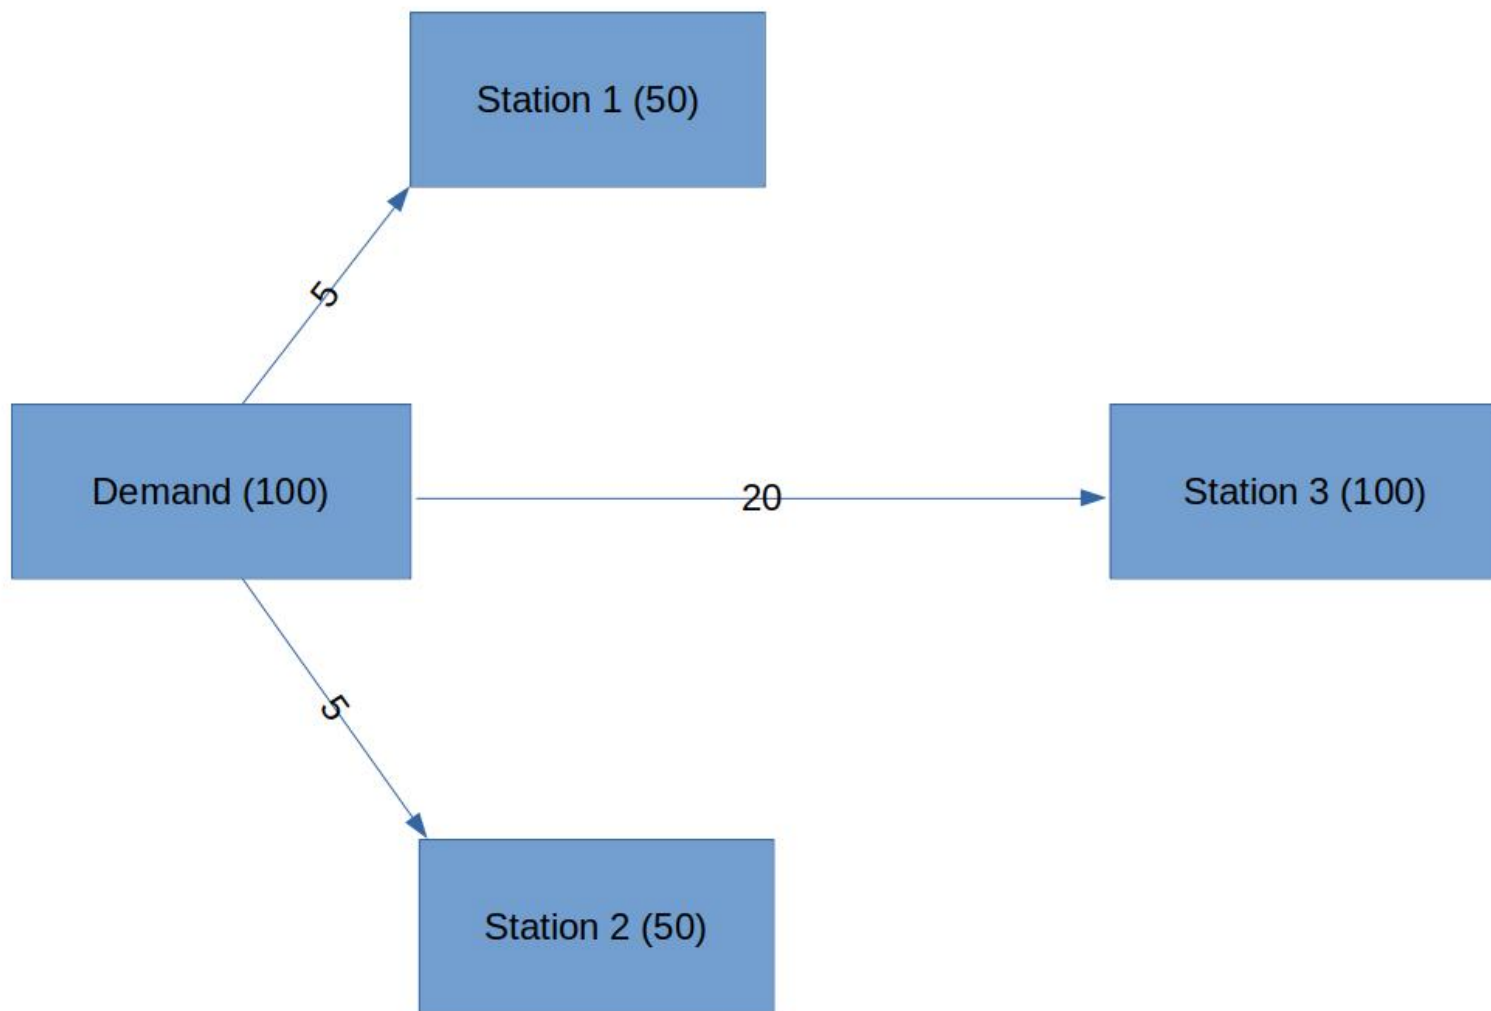 Station 1 (50)
5
Demand (100)
20
Station 3 (100)
5
Station 2 (50)